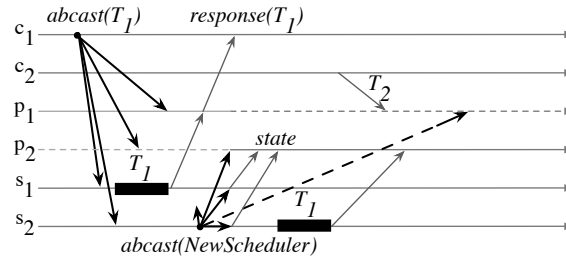 abcast(T1) response(T1)
c1
c2
T2
p1
p2
state
T1
s1
T1
s2
abcast(NewScheduler)